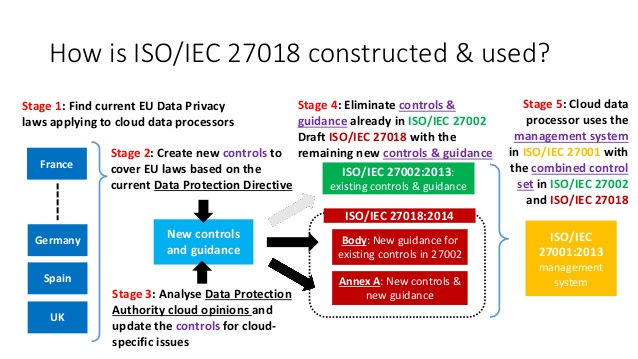 How is ISO/IEC 27018 constructed & used?
Stage 1: Find current EU Data Privacy
laws applying to cloud data processors
France
Germany
Spain
UK
Stage 2: Create new controls to
cover EU laws based on the
current Data Protection Directive
New controls
and guidance
Stage 3: Analyse Data Protection
Authority cloud opinions and
update the controls for cloud-
specific issues
Stage 4: Eliminate controls &
guidance already in ISO/IEC 27002
Draft ISO/IEC 27018 with the
remaining new controls & guidance
ISO/IEC 27002:2013:
existing controls & guidance
ISO/IEC 27018:2014
Body: New guidance for
existing controls in 27002
Annex A: New controls &
new guidance
Stage 5: Cloud data
processor uses the
management system
in ISO/IEC 27001 with
the combined control
set in ISO/IEC 27002
and ISO/IEC 27018
ISO/IEC
27001:2013
management
system